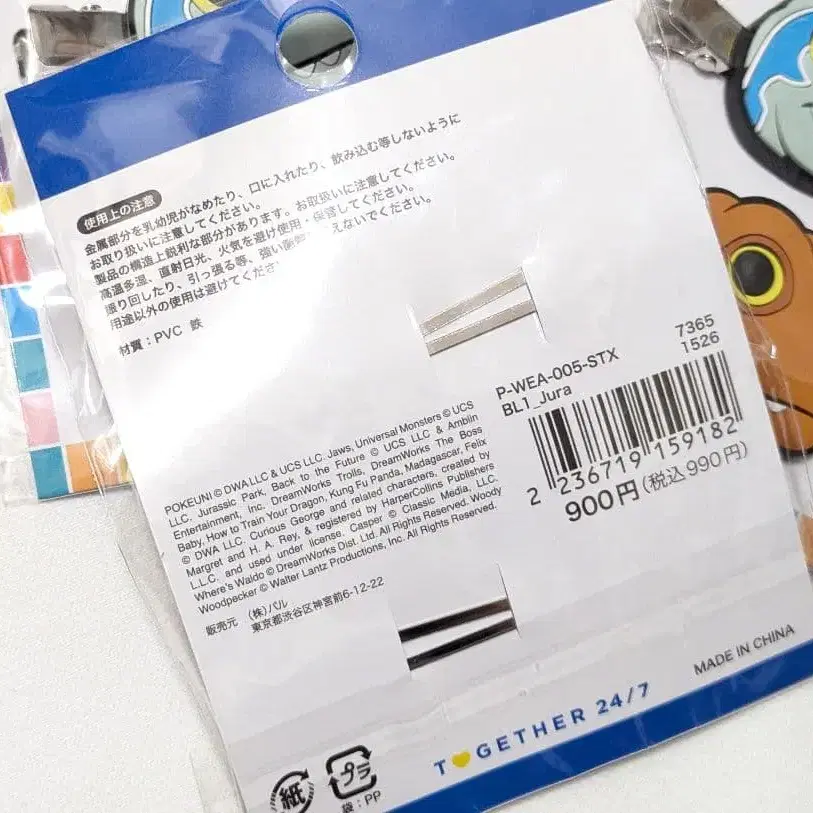 使用上の注意
金属部分を乳幼児がなめたり、口に入れたり、飲み込む等しないように
お取り扱いに注意してください。
製品の構造上鋭利な部分があります。お取扱いに注意してください。
高温多湿、直射日光、火気を避け使用・保管してください。
振り回したり、引っ張る等、強い えないでください。
用途以外の使用は避けてくださ
材質：PVC 鉄
7365
P-WEA-005-STX 1526
BL1_Jura
2 236719 159182
900円(税込990円)
POKEUNI © DWA LLC & UCS LLC. Jaws, Universal Monsters © UCS
LLC. Jurassic Park, Back to the Future © UCS LLC & Amblin
Entertainment, Inc. DreamWorks Trolls, DreamWorks The Boss
Baby, How to Train Your Dragon, Kung Fu Panda, Madagascar, Felix
© DWA LLC. Curious George and related characters, created by
Margret and H. A. Rey, & registered by HarperCollins Publishers
L.L.C. and used under license. Casper © Classic Media, LLC.
Where's Waldo © DreamWorks Dist. Ltd. All Rights Reserved. Woody
Woodpecker © Walter Lantz Productions, Inc. All Rights Reserved.
販売元 (株)パル
東京都渋谷区神宮前6-12-22
MADE IN CHINA
TOGETHER 24/7
紙
プラ
袋：PP